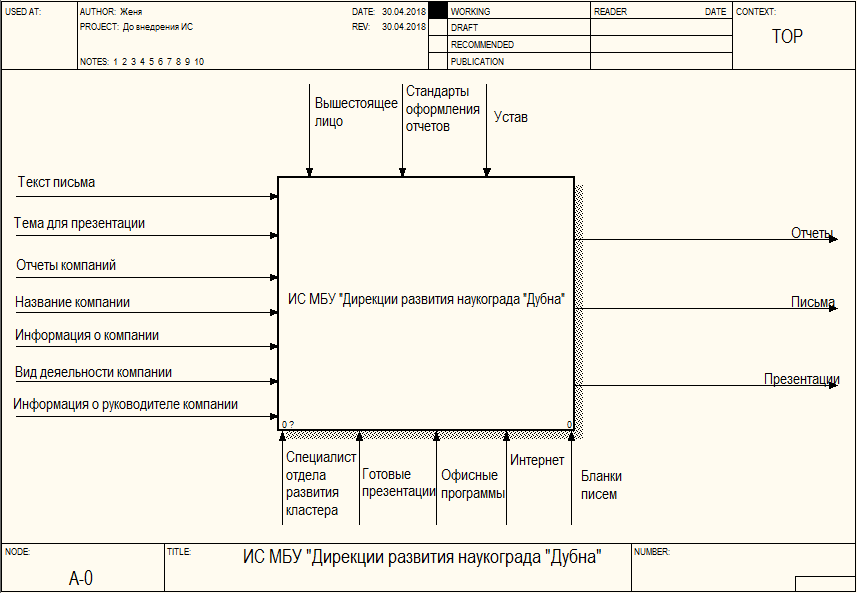 USED AT:
AUTHOR: Женя
DATE: 30.04.2018
PROJECT: До внедрения ИС
REV: 30.04.2018
NOTES: 1 2 3 4 5 6 7 8 9 10
WORKING
DRAFT
RECOMMENDED
PUBLICATION
READER
DATE
CONTEXT:
TOP
Вышестоящее
лицо
Стандарты
оформления
отчетов
Устав
Текст письма
Тема для презентации
Отчеты компаний
Название компании
Информация о компании
Вид деяельности компании
Информация о руководителе компании
ИС МБУ "Дирекции развития наукограда "Дубна"
0 ?
0
Отчеты
Письма
Презентации
Специалист
отдела
развития
кластера
Готовые
презентации
Офисные
программы
Интернет
Бланки
писем
NODE:
A-0
TITLE:
ИС МБУ "Дирекции развития наукограда "Дубна"
NUMBER: